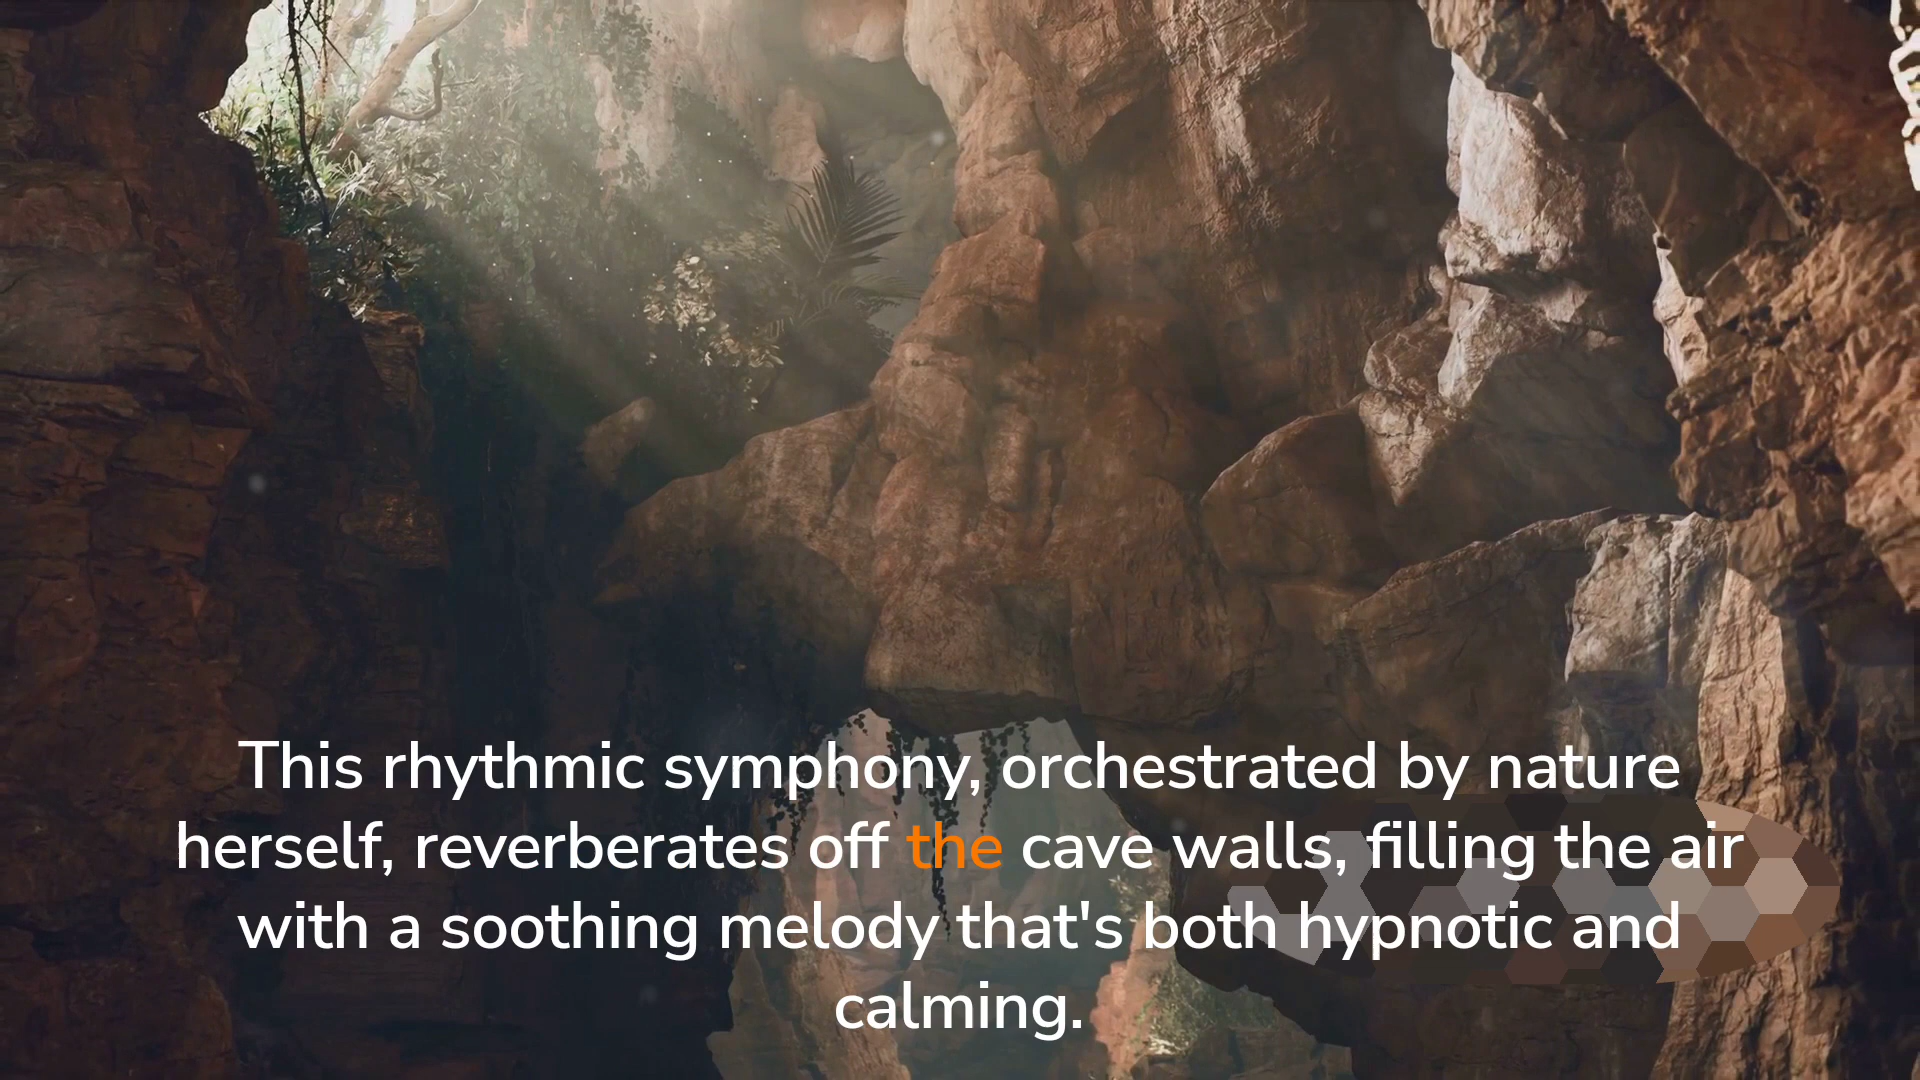 This rhythmic symphony, orchestrated by nature
herself, reverberates off the cave walls, filling the air
with a soothing melody that's both hypnotic and
calming.